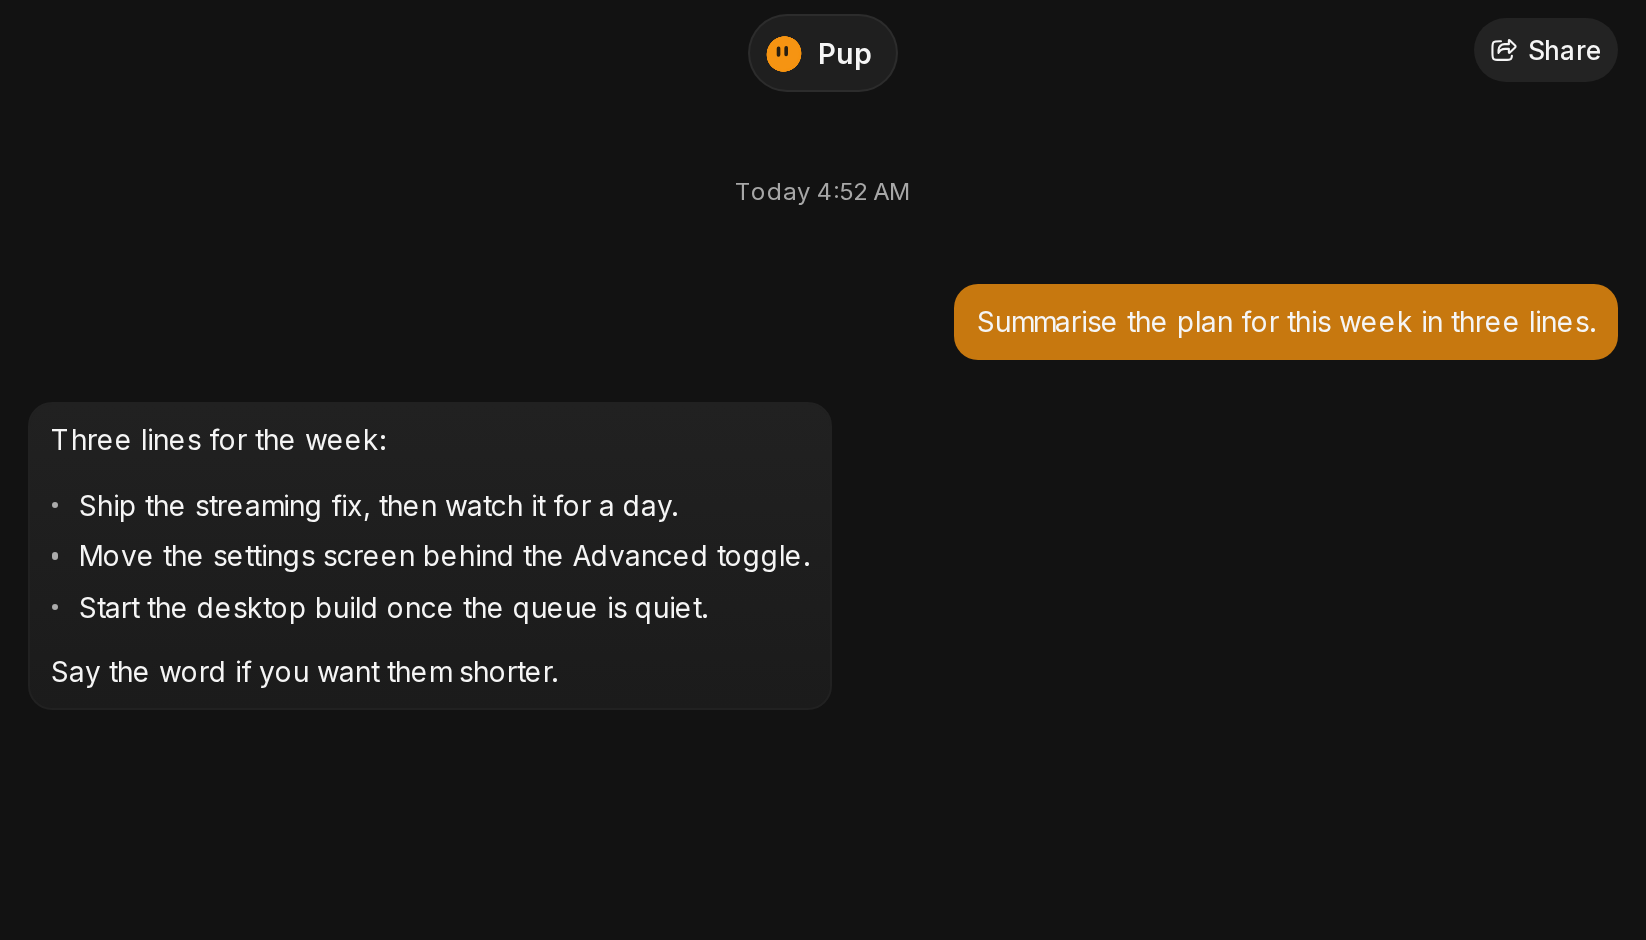 Pup
Share
Today 4:52 AM
Summarise the plan for this week in three lines.
Three lines for the week:
• Ship the streaming fix, then watch it for a day.
• Move the settings screen behind the Advanced toggle.
• Start the desktop build once the queue is quiet.
Say the word if you want them shorter.